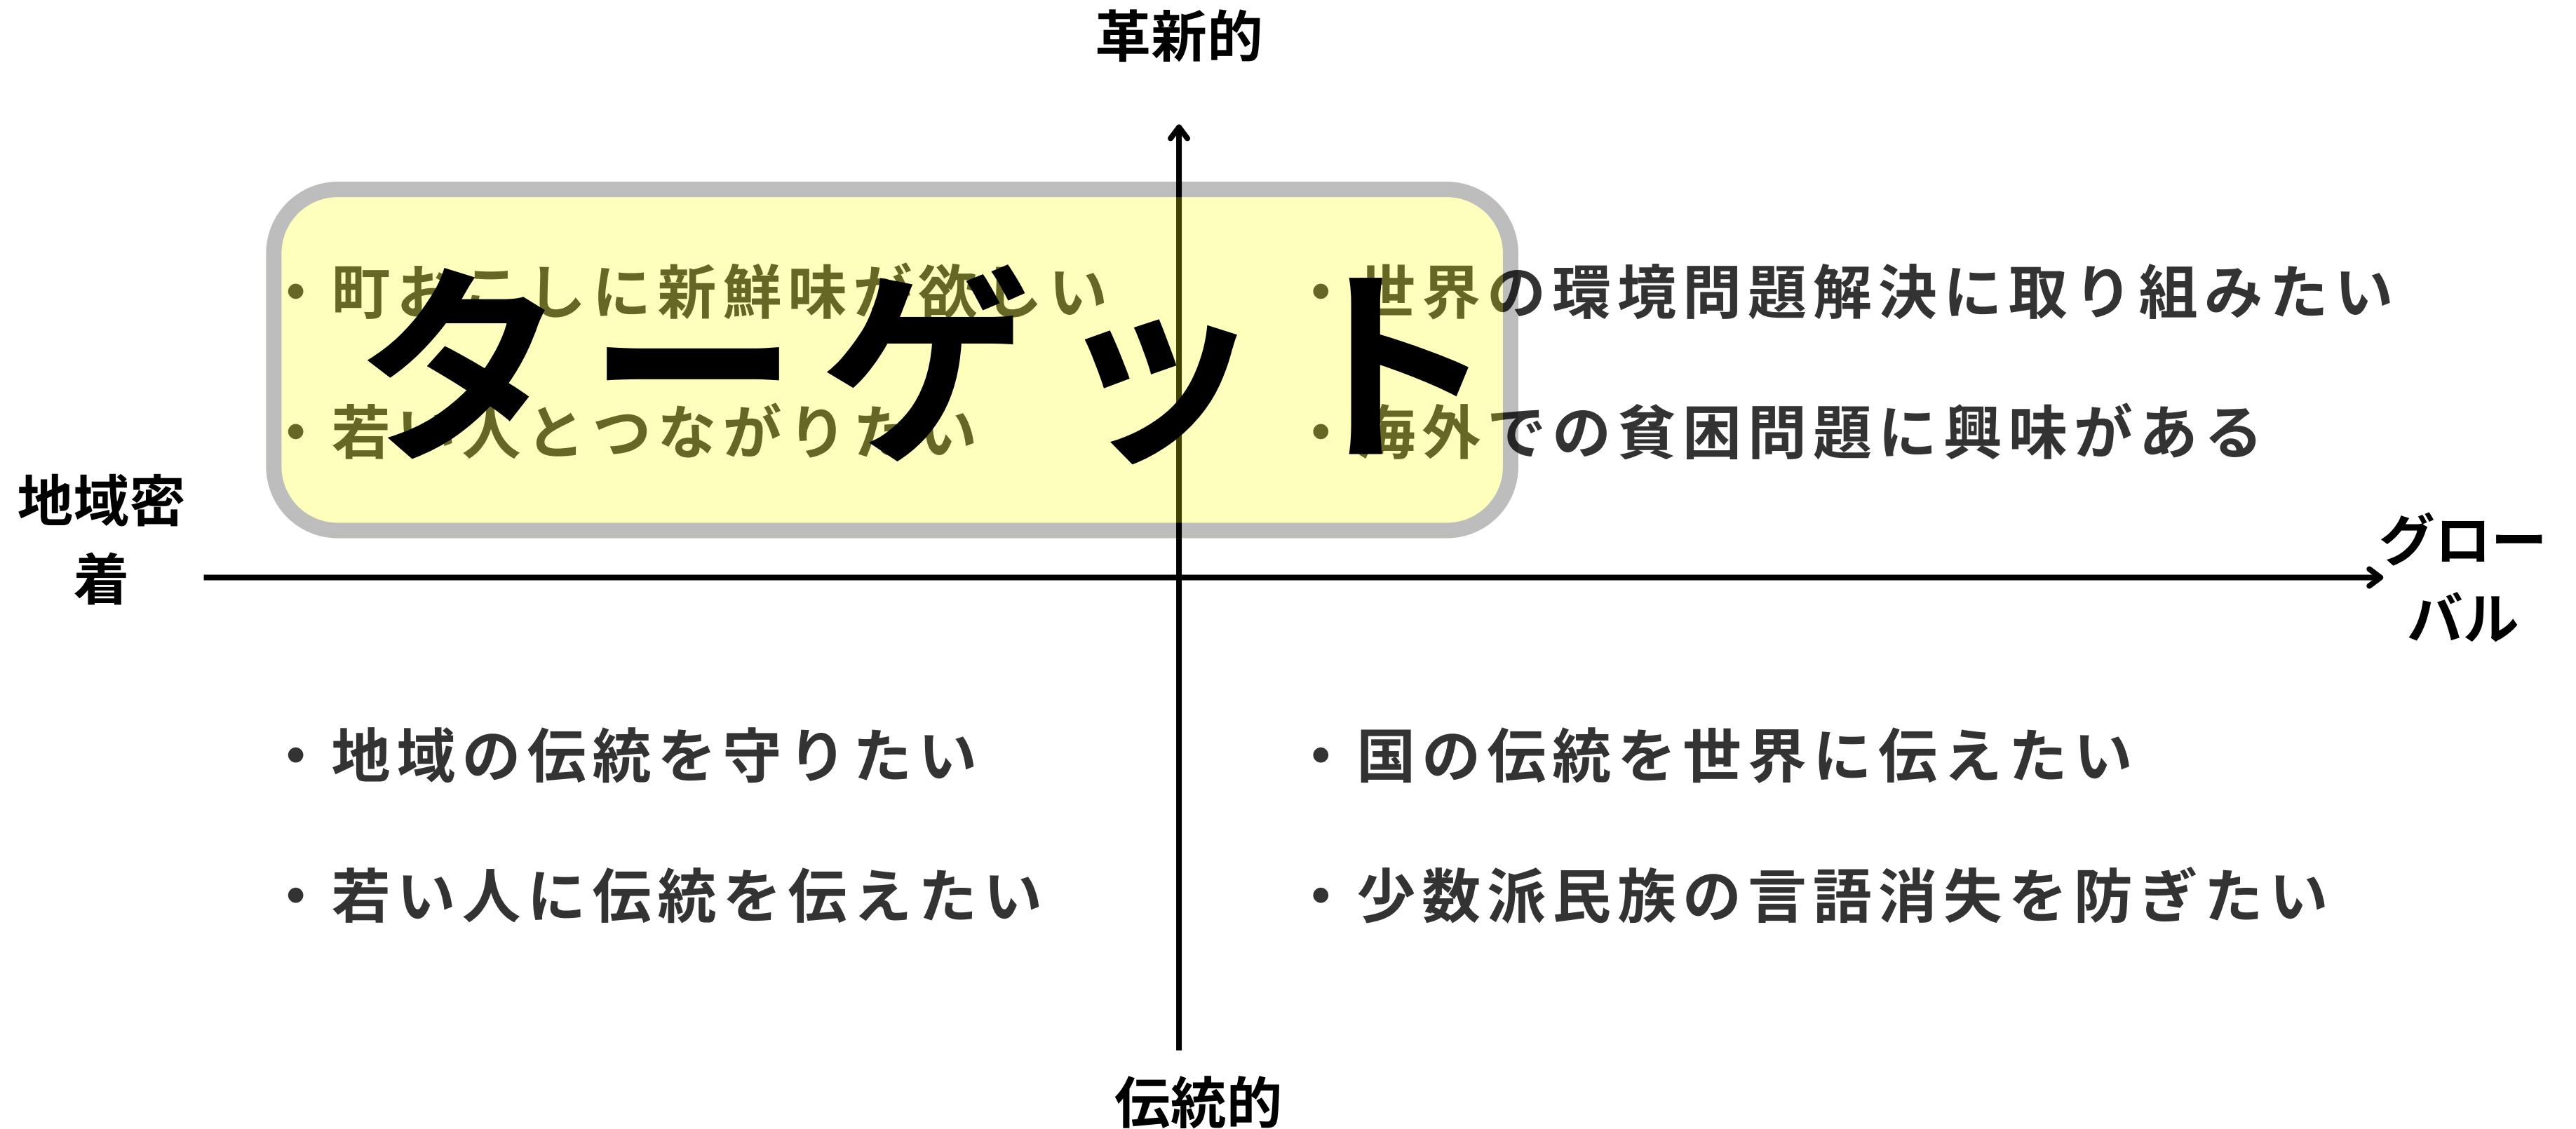 革新的
・町おこしに新鮮味が欲しい
・若い人とつながりたい
ターゲット
・世界の環境問題解決に取り組みたい
・海外での貧困問題に興味がある
地域密
着
グロー
バル
・地域の伝統を守りたい
・若い人に伝統を伝えたい
・国の伝統を世界に伝えたい
・少数派民族の言語消失を防ぎたい
伝統的